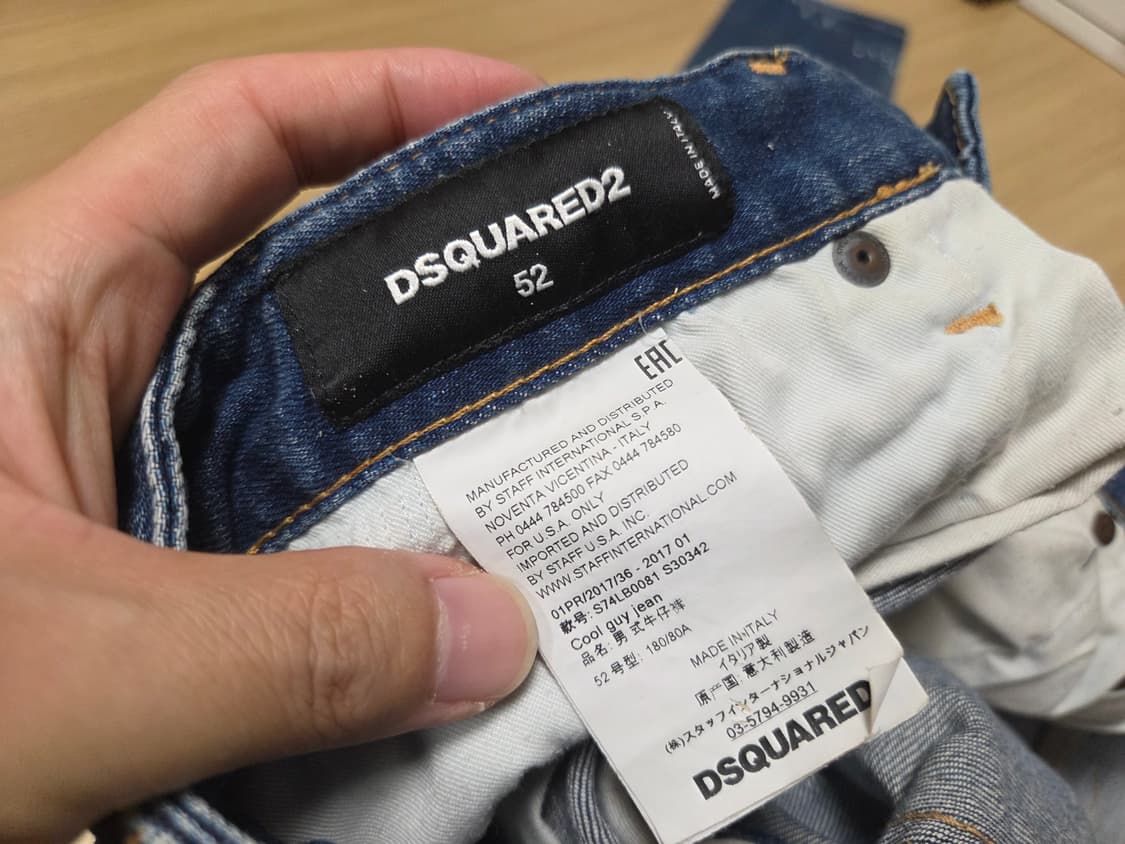 MADE IN ITALY
DSQUARED2
52
EAC
MANUFACTURED AND DISTRIBUTED
BY STAFF INTERNATIONAL S.P.A.
NOVENTA VICENTINA - ITALY
PH 0444 784500 FAX 0444 784580
FOR U.S.A. ONLY
IMPORTED AND DISTRIBUTED
BY STAFF U.S.A. INC.
WWW.STAFFINTERNATIONAL.COM
01PR/2017/36 - 2017 01
款号: S74LB0081 S30342
Cool guy jean
品名: 男式牛仔裤
52 号型: 180/80A
MADE IN ITALY
イタリア製
原产国: 意大利制造
(株)スタッフインターナショナルジャパン
03-5794-9931
DSQUARED